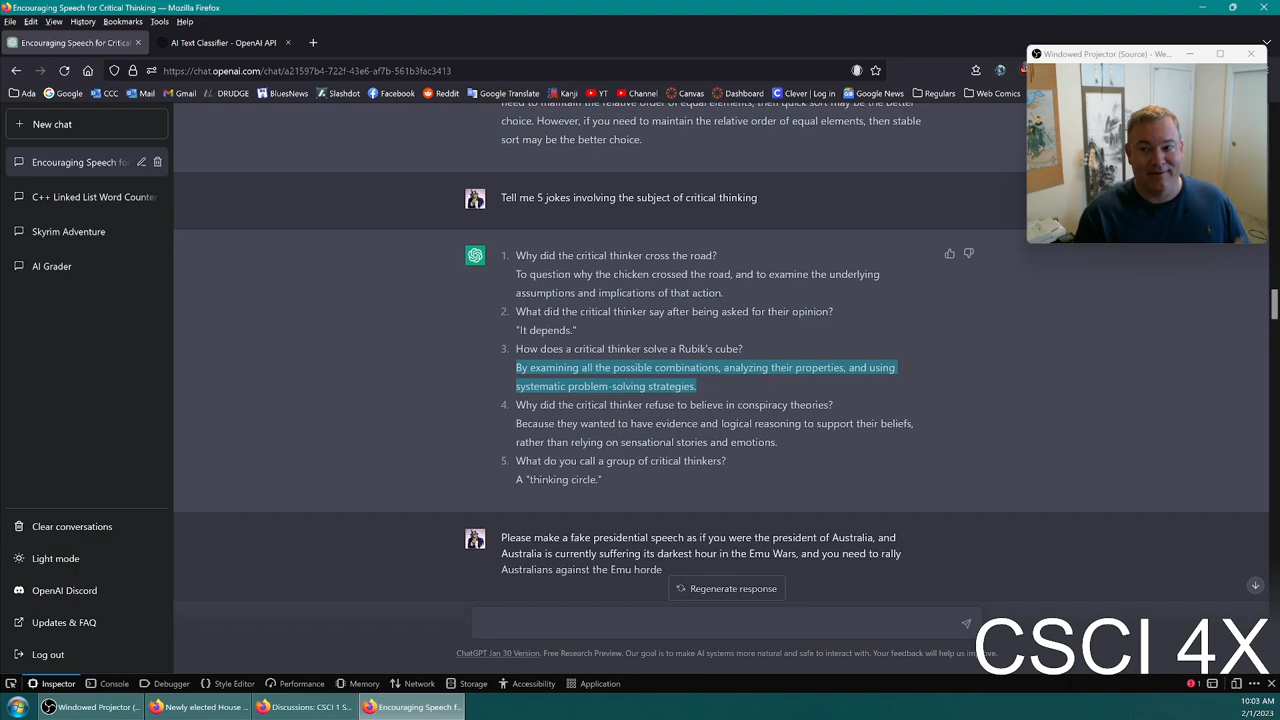 Encouraging Speech for Critical Thinking — Mozilla Firefox
File Edit View History Bookmarks Tools Help
Encouraging Speech for Critical
AI Text Classifier - OpenAI API
Windowed Projector (Source) - We...
https://chat.openai.com/chat/a21597b4-722f-43e6-af7b-561b3fac3413
Ada Google CCC Mail Gmail DRUDGE BluesNews Slashdot Facebook Reddit Google Translate Kanji YT Channel Canvas Dashboard Clever | Log in Google News Regulars Web Comics
New chat
Encouraging Speech fo
C++ Linked List Word Counter
Skyrim Adventure
AI Grader
need to maintain the relative order of equal elements, then quick sort may be the better
choice. However, if you need to maintain the relative order of equal elements, then stable
sort may be the better choice.
Tell me 5 jokes involving the subject of critical thinking
1. Why did the critical thinker cross the road?
To question why the chicken crossed the road, and to examine the underlying
assumptions and implications of that action.
2. What did the critical thinker say after being asked for their opinion?
"It depends."
3. How does a critical thinker solve a Rubik's cube?
By examining all the possible combinations, analyzing their properties, and using
systematic problem-solving strategies.
4. Why did the critical thinker refuse to believe in conspiracy theories?
Because they wanted to have evidence and logical reasoning to support their beliefs,
rather than relying on sensational stories and emotions.
5. What do you call a group of critical thinkers?
A "thinking circle."
Please make a fake presidential speech as if you were the president of Australia, and
Australia is currently suffering its darkest hour in the Emu Wars, and you need to rally
Australians against the Emu horde
Regenerate response
Clear conversations
Light mode
OpenAI Discord
Updates & FAQ
Log out
ChatGPT Jan 30 Version. Free Research Preview. Our goal is to make AI systems more natural and safe to interact with. Your feedback will help us improve.
CSCI 4X
Inspector Console Debugger Style Editor Performance Memory Network Storage Accessibility Application 1
Windowed Projector (... Newly elected House ... Discussions: CSCI 1 S... Encouraging Speech f...
10:03 AM
2/1/2023